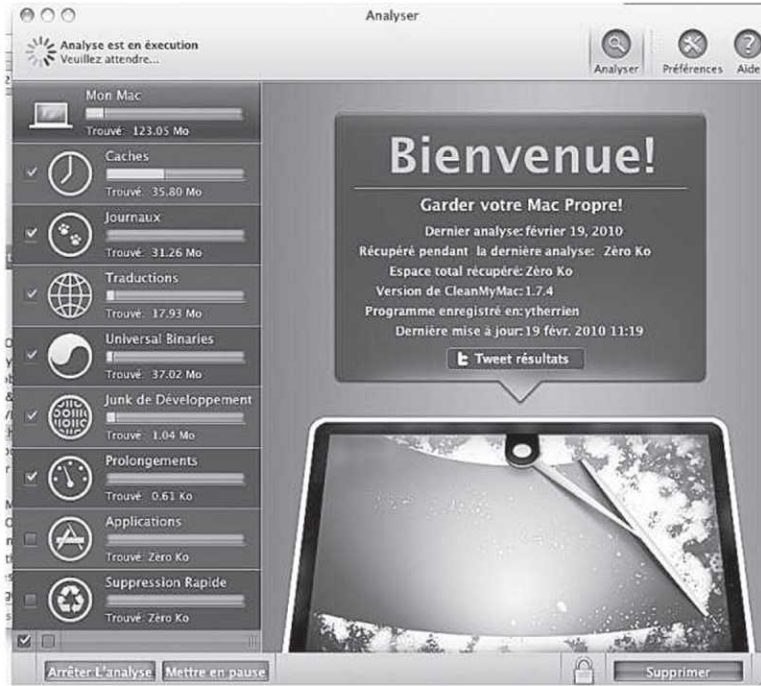 Analyser
Analyse est en èxecution
Veuillez attendre...
Analyser
Préférences
Aide
Mon Mac
Trouvé: 123.05 Mo
Caches
Trouvé: 35.80 Mo
Journaux
Trouvé: 31.26 Mo
Traductions
Trouvé: 17.93 Mo
Universal Binaries
Trouvé: 37.02 Mo
Junk de Développement
Trouvé: 1.04 Mo
Prolongements
Trouvé: 0.61 Ko
Applications
Trouvé: Zèro Ko
Suppression Rapide
Trouvé: Zèro Ko
Bienvenue!
Garder votre Mac Propre!
Dernier analyse: février 19, 2010
Récupéré pendant la dernière analyse: Zèro Ko
Espace total récupéré: Zèro Ko
Version de CleanMyMac: 1.7.4
Programme enregistré en: ytherrien
Dernière mise à jour: 19 févr. 2010 11:19
Tweet résultats
Arrêter L'analyse
Mettre en pause
Supprimer